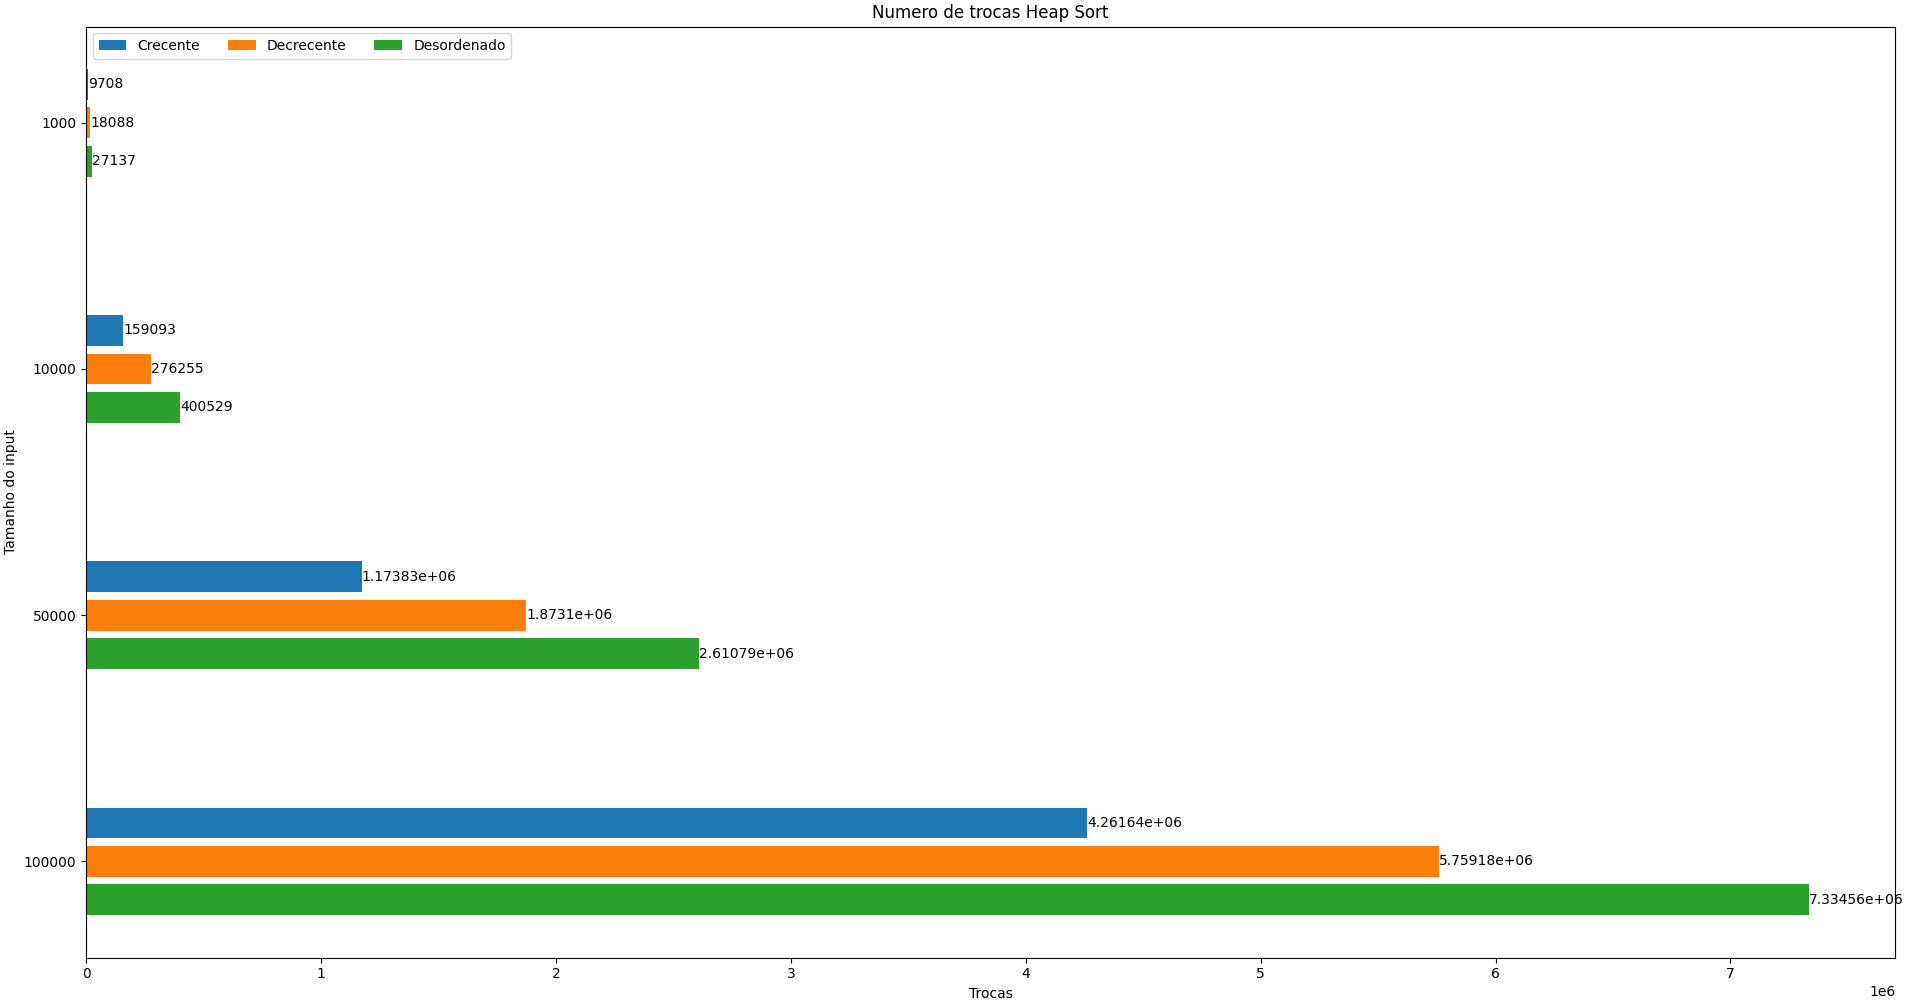 Numero de trocas Heap Sort
Crecente Decrecente Desordenado
9708
1000 18088
27137
159093
10000 276255
400529
Tamanho do input
1.17383e+06
50000 1.8731e+06
2.61079e+06
4.26164e+06
100000 5.75918e+06
7.33456e+06
0 1 2 3 4 5 6 7
1e6
Trocas